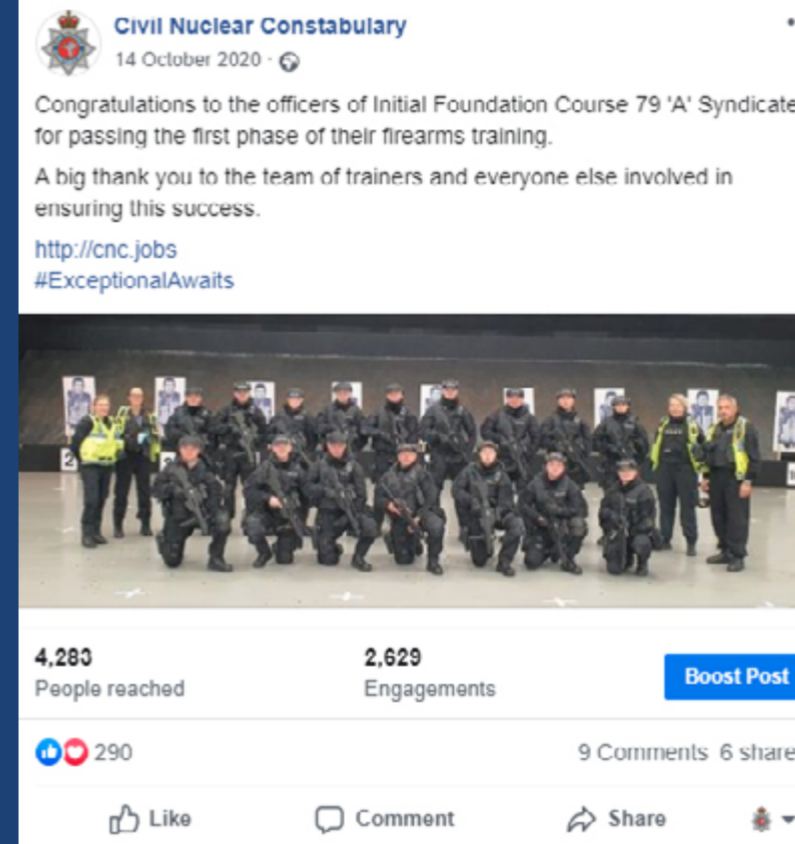 Civil Nuclear Constabulary
14 October 2020 ·
Congratulations to the officers of Initial Foundation Course 79 'A' Syndicate
for passing the first phase of their firearms training.
A big thank you to the team of trainers and everyone else involved in
ensuring this success.
http://cnc.jobs
#ExceptionalAwaits
2
4,283
2,629
People reached
Engagements
Boost Post
290
9 Comments 6 share
Like
Comment
Share